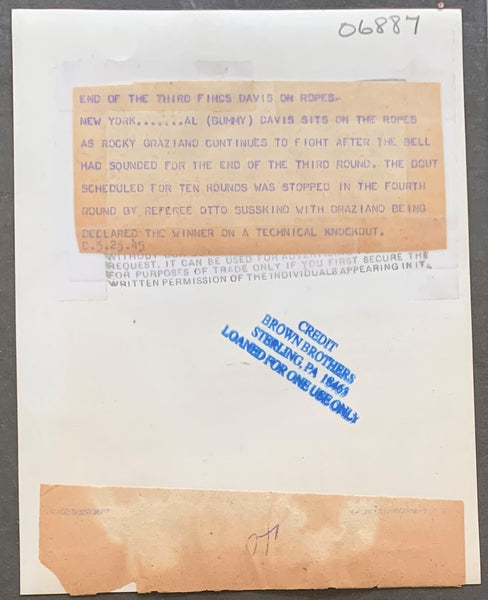 06887
END OF THE THIRD FINDS DAVIS ON ROPES.
NEW YORK.......AL (BUMMY) DAVIS SITS ON THE ROPES
AS ROCKY GRAZIANO CONTINUES TO FIGHT AFTER THE BELL
HAD SOUNDED FOR THE END OF THE THIRD ROUND. THE BOUT
SCHEDULED FOR TEN ROUNDS WAS STOPPED IN THE FOURTH
ROUND BY REFEREE OTTO SUSSKIND WITH GRAZIANO BEING
DECLARED THE WINNER ON A TECHNICAL KNOCKOUT.
C.5.25.45
REQUEST. IT CAN BE USED FOR ADVERTISING OR
FOR PURPOSES OF TRADE ONLY IF YOU FIRST SECURE THE
WRITTEN PERMISSION OF THE INDIVIDUALS APPEARING IN IT.
CREDIT
BROWN BROTHERS
STERLING, PA 18463
LOANED FOR ONE USE ONLY